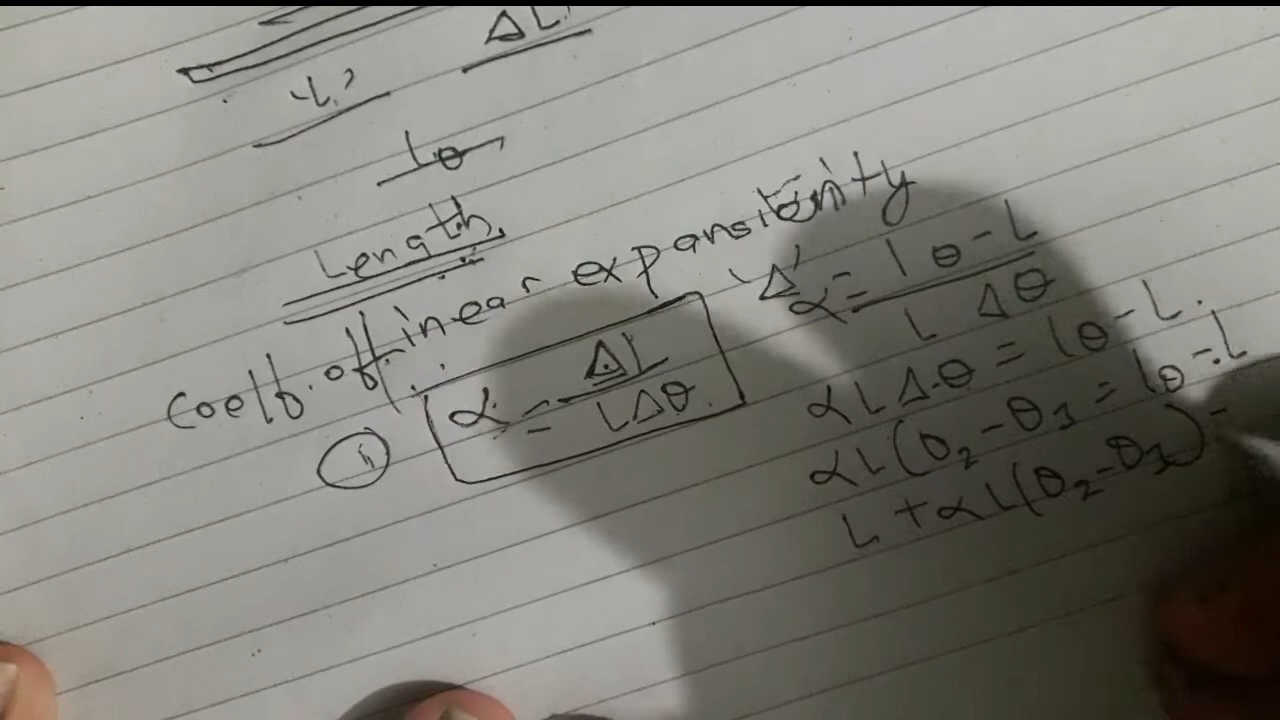 ΔL
'L'
lθ
Length
Coeff. of linear expansivity
① α = ΔL / LΔθ
'Δ'
α = lθ - L / L Δθ
αLΔθ = lθ - L.
αL(θ₂ - θ₁ = lθ - L
L + αL(θ₂ - θ₁) =